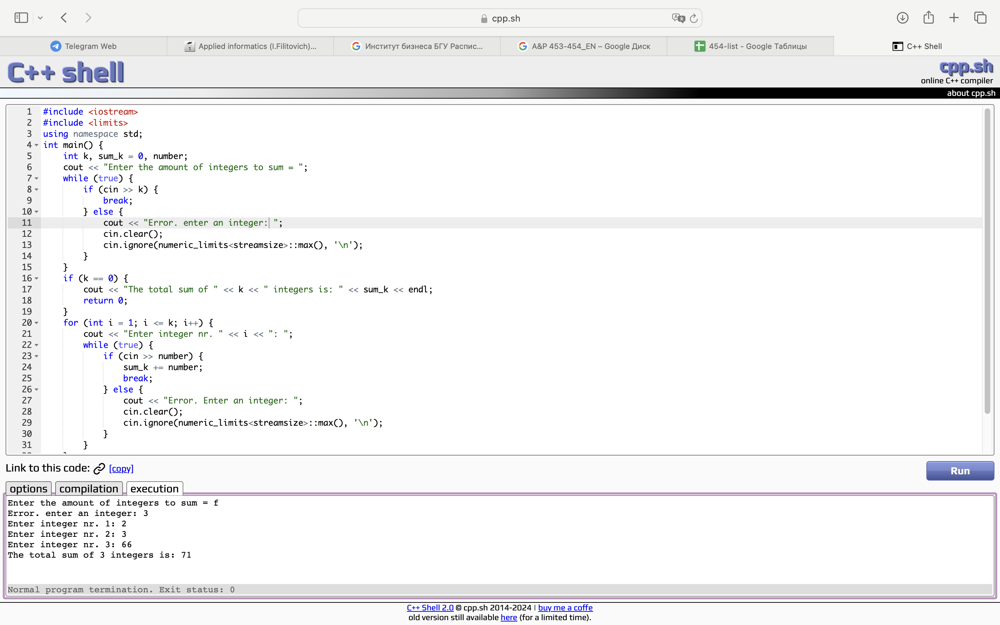 cpp.sh
Telegram Web
Applied informatics (I.Filitovich)...
Институт бизнеса БГУ Распис...
A&P 453-454_EN – Google Диск
454-list - Google Таблицы
C++ Shell
C++ shell
cpp.sh
online C++ compiler
about cpp.sh
1 #include <iostream>
2 #include <limits>
3 using namespace std;
4 int main() {
5 int k, sum_k = 0, number;
6 cout << "Enter the amount of integers to sum = ";
7 while (true) {
8 if (cin >> k) {
9 break;
10 } else {
11 cout << "Error. enter an integer: ";
12 cin.clear();
13 cin.ignore(numeric_limits<streamsize>::max(), '\n');
14 }
15 }
16 if (k == 0) {
17 cout << "The total sum of " << k << " integers is: " << sum_k << endl;
18 return 0;
19 }
20 for (int i = 1; i <= k; i++) {
21 cout << "Enter integer nr. " << i << ": ";
22 while (true) {
23 if (cin >> number) {
24 sum_k += number;
25 break;
26 } else {
27 cout << "Error. Enter an integer: ";
28 cin.clear();
29 cin.ignore(numeric_limits<streamsize>::max(), '\n');
30 }
31 }
Link to this code: [copy]
Run
options compilation execution
Enter the amount of integers to sum = f
Error. enter an integer: 3
Enter integer nr. 1: 2
Enter integer nr. 2: 3
Enter integer nr. 3: 66
The total sum of 3 integers is: 71
Normal program termination. Exit status: 0
C++ Shell 2.0 © cpp.sh 2014-2024 | buy me a coffe
old version still available here (for a limited time).